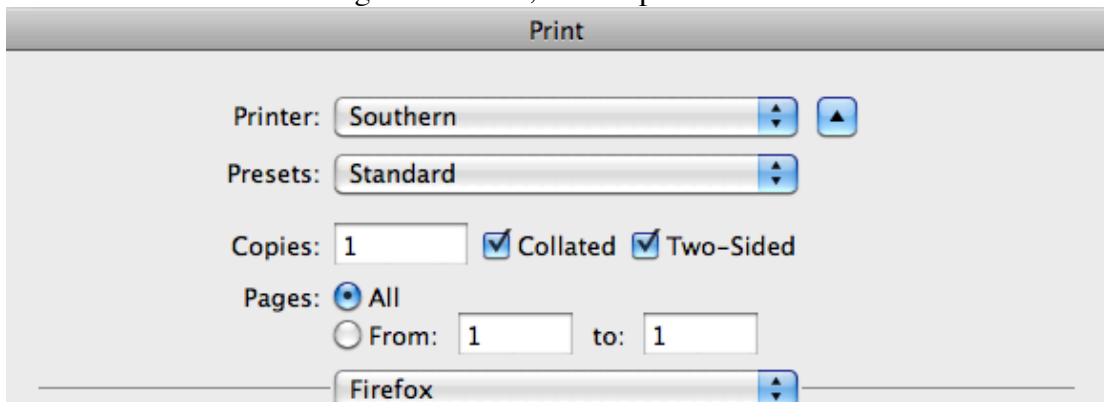 Print
Printer: Southern
Presets: Standard
Copies: 1 Collated Two-Sided
Pages: All
From: 1 to: 1
Firefox